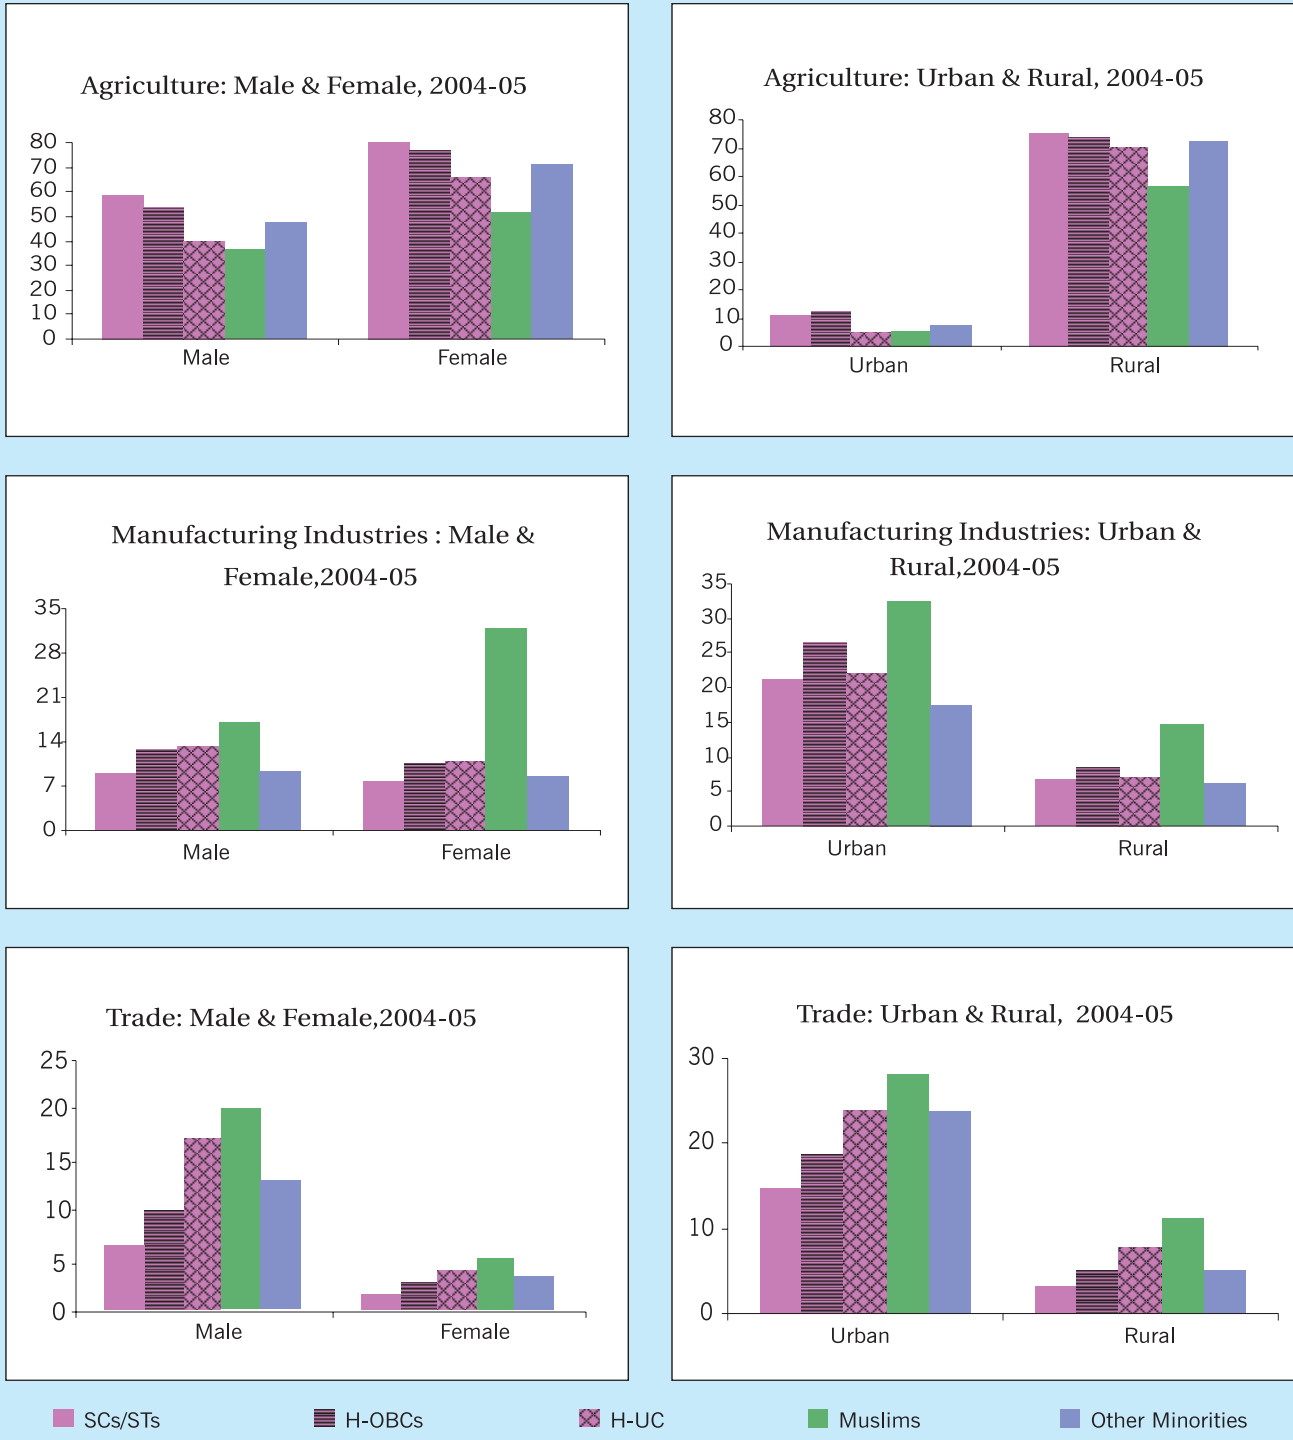 Agriculture: Male & Female, 2004-05
80
70
60
50
40
30
20
10
0
Male
Female
Agriculture: Urban & Rural, 2004-05
80
70
60
50
40
30
20
10
0
Urban
Rural
Manufacturing Industries : Male &
Female,2004-05
35
28
21
14
7
0
Male
Female
Manufacturing Industries: Urban &
Rural,2004-05
35
30
25
20
15
10
5
0
Urban
Rural
Trade: Male & Female,2004-05
25
20
15
10
5
0
Male
Female
Trade: Urban & Rural, 2004-05
30
20
10
0
Urban
Rural
SCs/STs
H-OBCs
H-UC
Muslims
Other Minorities